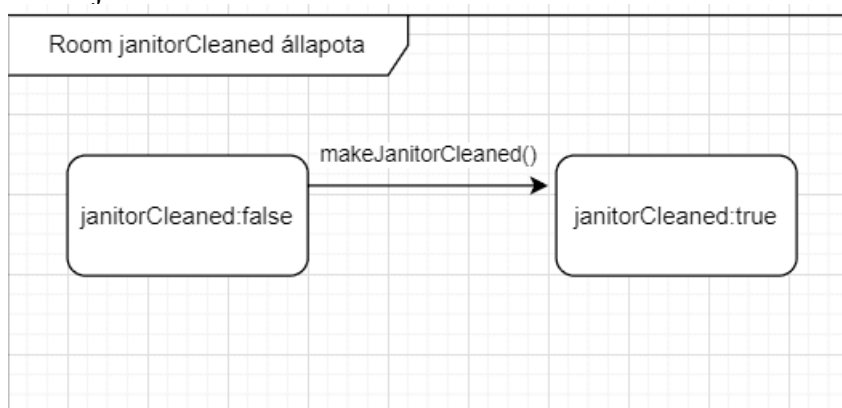 Room janitorCleaned állapota
makeJanitorCleaned()
janitorCleaned:false
janitorCleaned:true